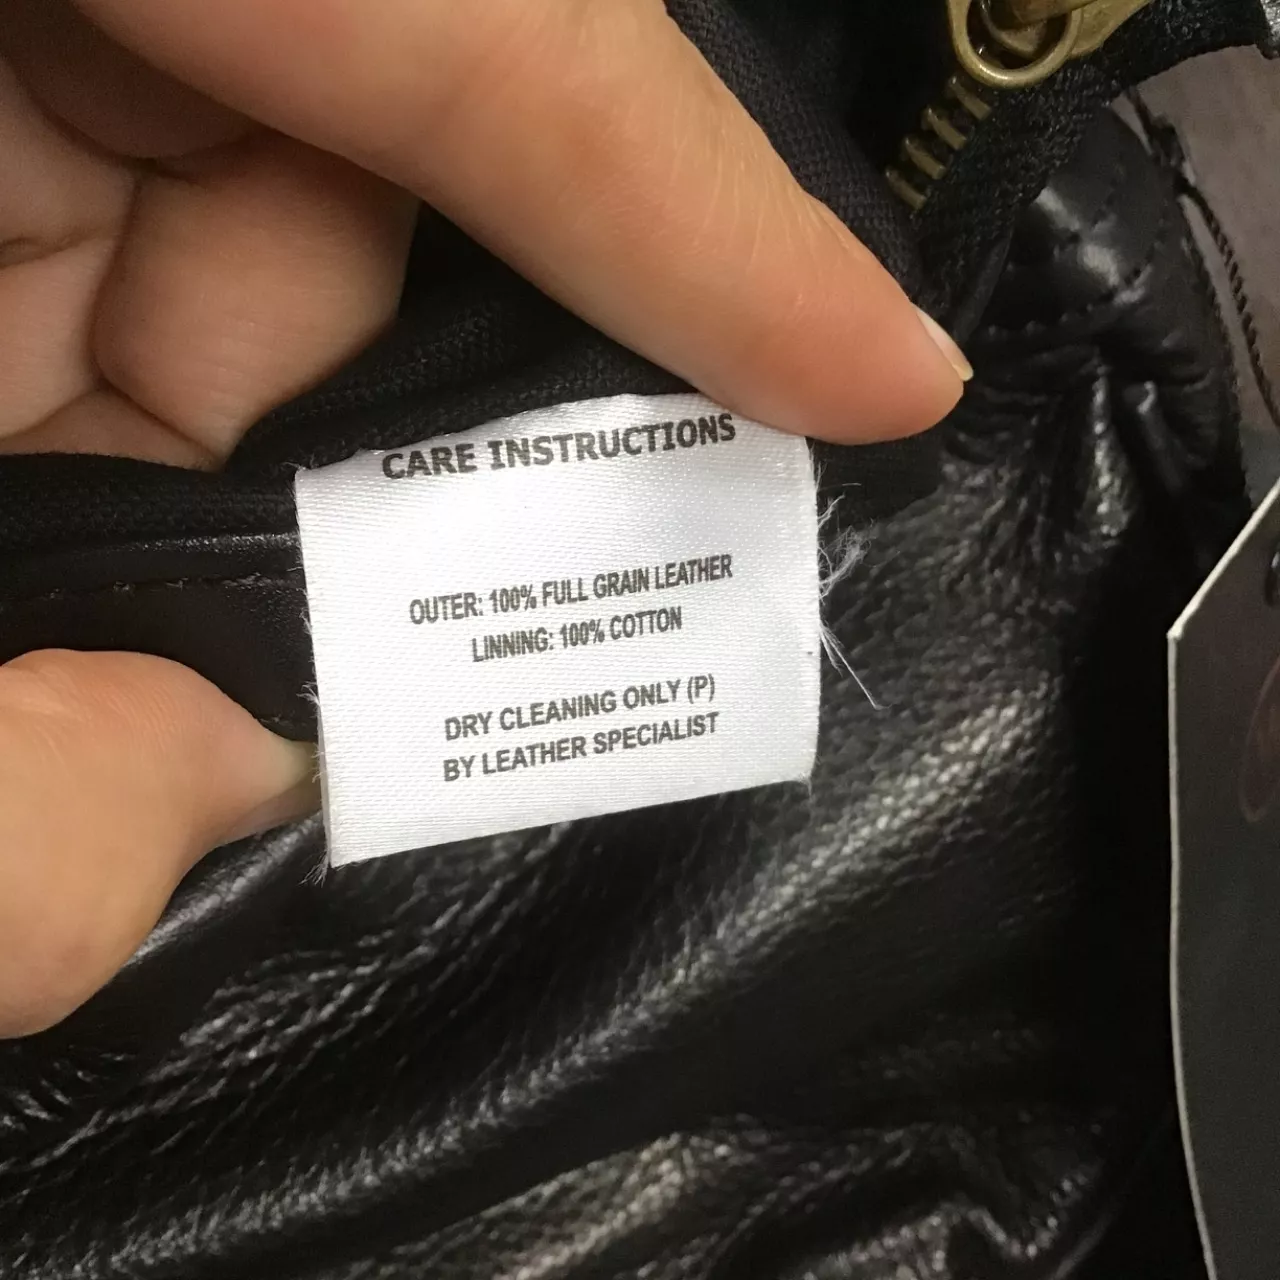 CARE INSTRUCTIONS
OUTER: 100% FULL GRAIN LEATHER
LINNING: 100% COTTON
DRY CLEANING ONLY (P)
BY LEATHER SPECIALIST